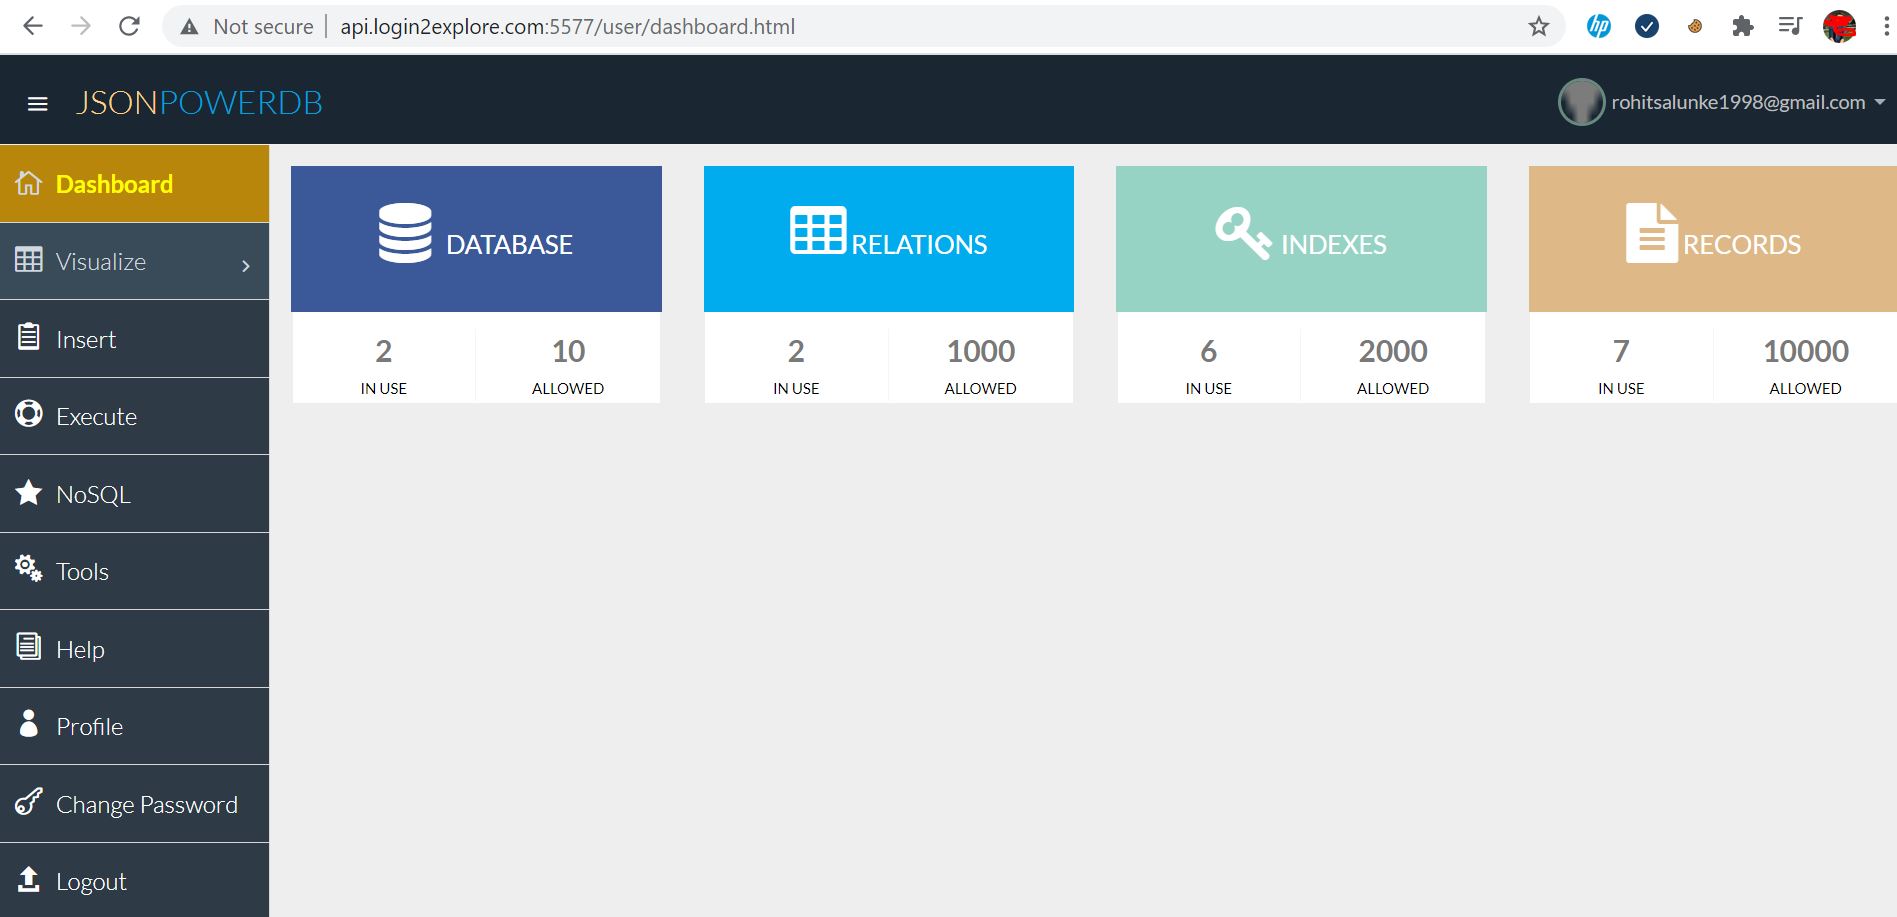 Not secure | api.login2explore.com:5577/user/dashboard.html
hp
JSONPOWERDB
rohitsalunke1998@gmail.com
Dashboard
Visualize
Insert
Execute
NoSQL
Tools
Help
Profile
Change Password
Logout
DATABASE
2 10
IN USE ALLOWED
RELATIONS
2 1000
IN USE ALLOWED
INDEXES
6 2000
IN USE ALLOWED
RECORDS
7 10000
IN USE ALLOWED